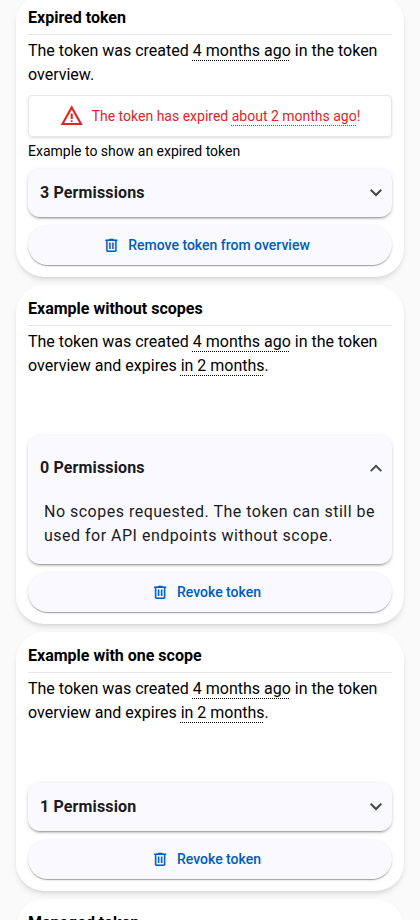 Expired token
The token was created 4 months ago in the token
overview.
The token has expired about 2 months ago!
Example to show an expired token
3 Permissions
Remove token from overview
Example without scopes
The token was created 4 months ago in the token
overview and expires in 2 months.
0 Permissions
No scopes requested. The token can still be
used for API endpoints without scope.
Revoke token
Example with one scope
The token was created 4 months ago in the token
overview and expires in 2 months.
1 Permission
Revoke token
Managed token